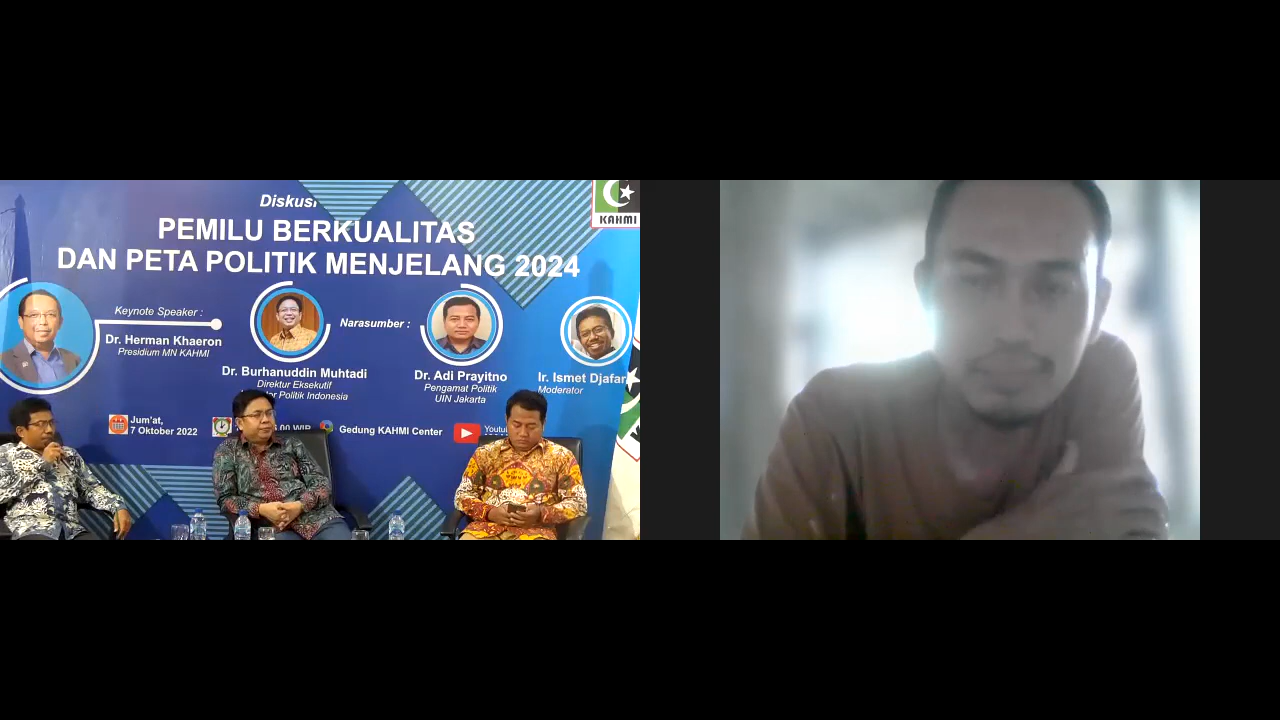 Diskusi
KAHMI
PEMILU BERKUALITAS
DAN PETA POLITIK MENJELANG 2024
Keynote Speaker :
Dr. Herman Khaeron
Presidium MN KAHMI
Narasumber :
Dr. Burhanuddin Muhtadi
Direktur Eksekutif
Politik Indonesia
Dr. Adi Prayitno
Pengamat Politik
UIN Jakarta
Ir. Ismet Djafar
Moderator
Jum'at,
7 Oktober 2022
WIB
Gedung KAHMI Center